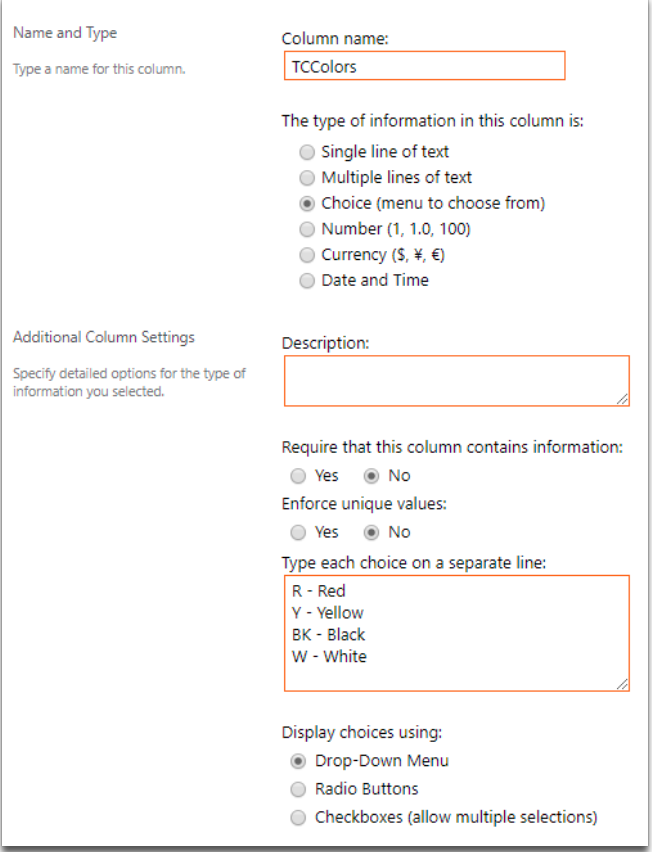 Name and Type
Type a name for this column.
Column name:
TCColors
The type of information in this column is:
Single line of text
Multiple lines of text
Choice (menu to choose from)
Number (1, 1.0, 100)
Currency ($, ¥, €)
Date and Time
Additional Column Settings
Specify detailed options for the type of
information you selected.
Description:
Require that this column contains information:
Yes No
Enforce unique values:
Yes No
Type each choice on a separate line:
R - Red
Y - Yellow
BK - Black
W - White
Display choices using:
Drop-Down Menu
Radio Buttons
Checkboxes (allow multiple selections)